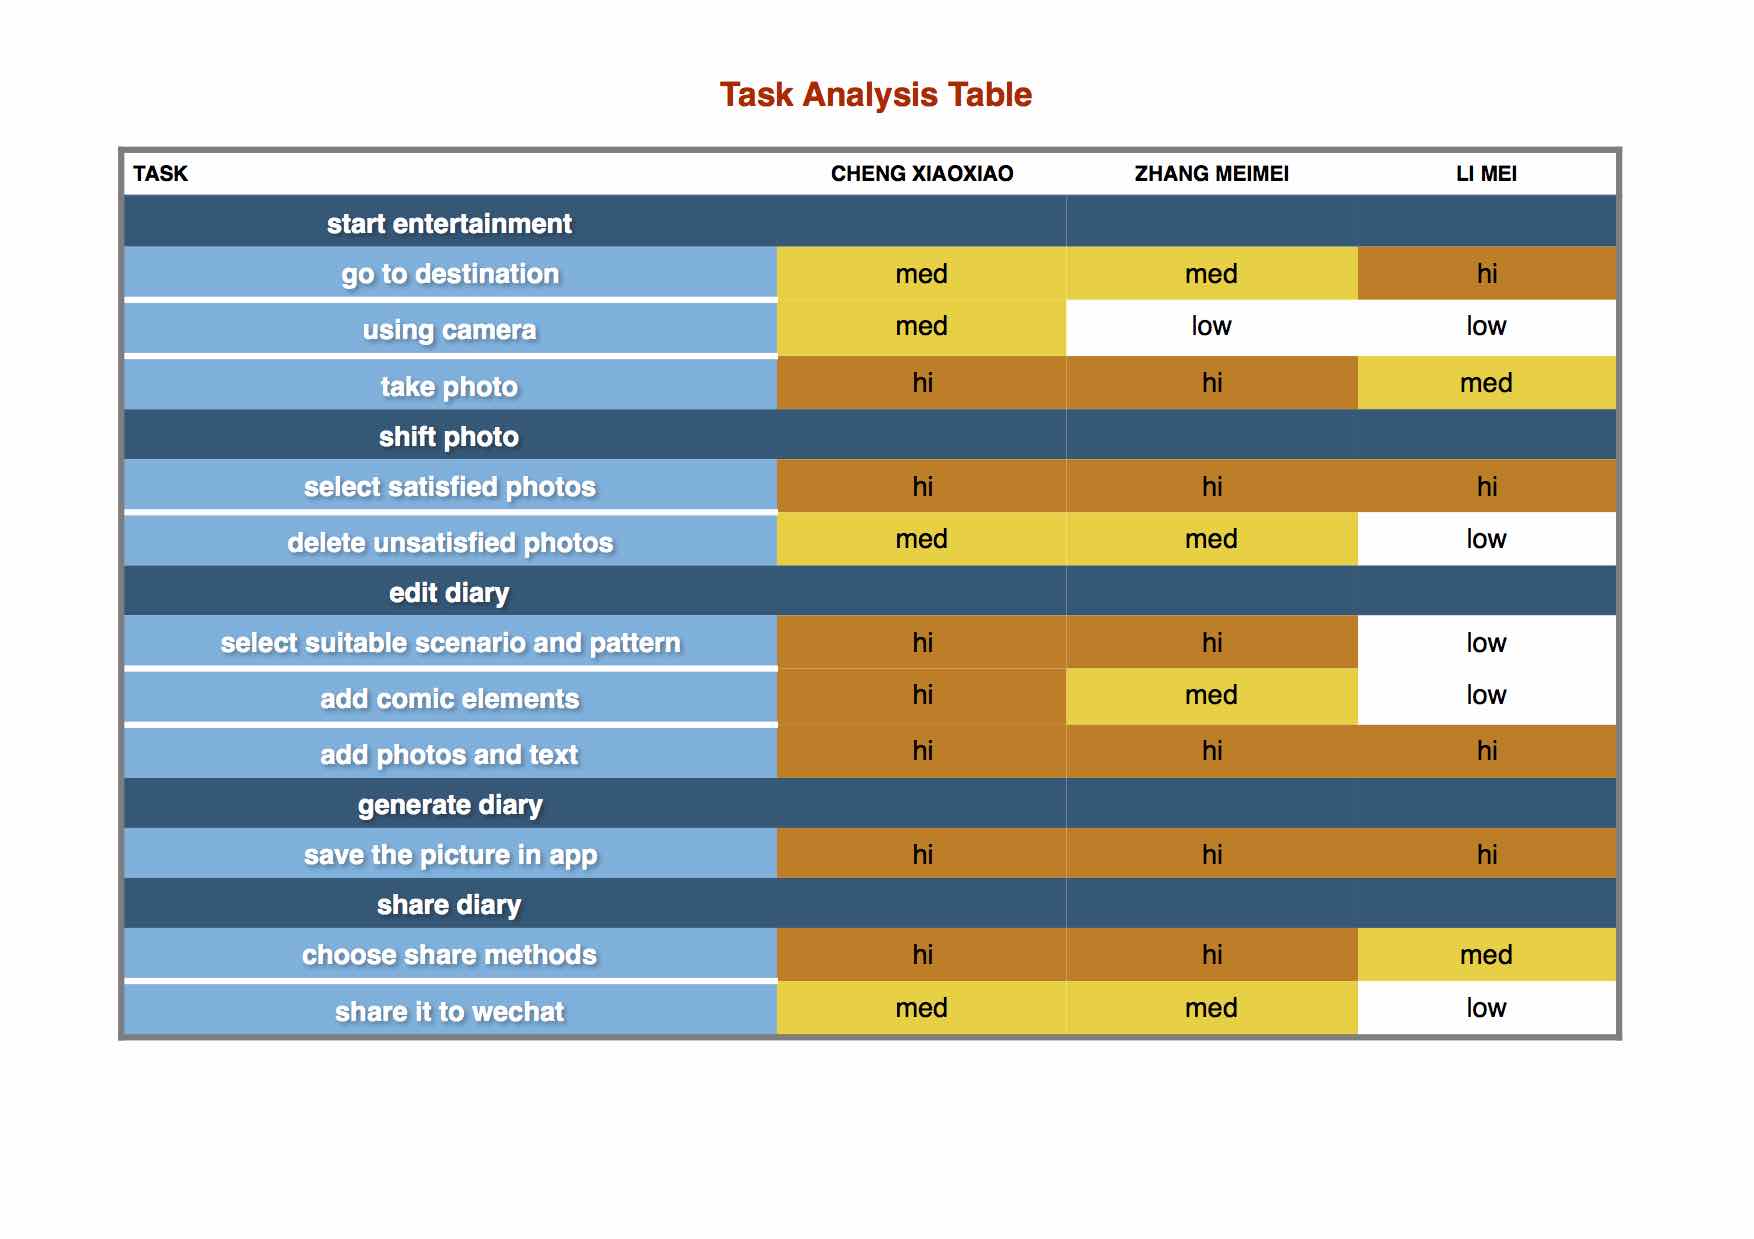 Task Analysis Table
TASK CHENG XIAOXIAO ZHANG MEIMEI LI MEI
start entertainment
go to destination med med hi
using camera med low low
take photo hi hi med
shift photo
select satisfied photos hi hi hi
delete unsatisfied photos med med low
edit diary
select suitable scenario and pattern hi hi low
add comic elements hi med low
add photos and text hi hi hi
generate diary
save the picture in app hi hi hi
share diary
choose share methods hi hi med
share it to wechat med med low